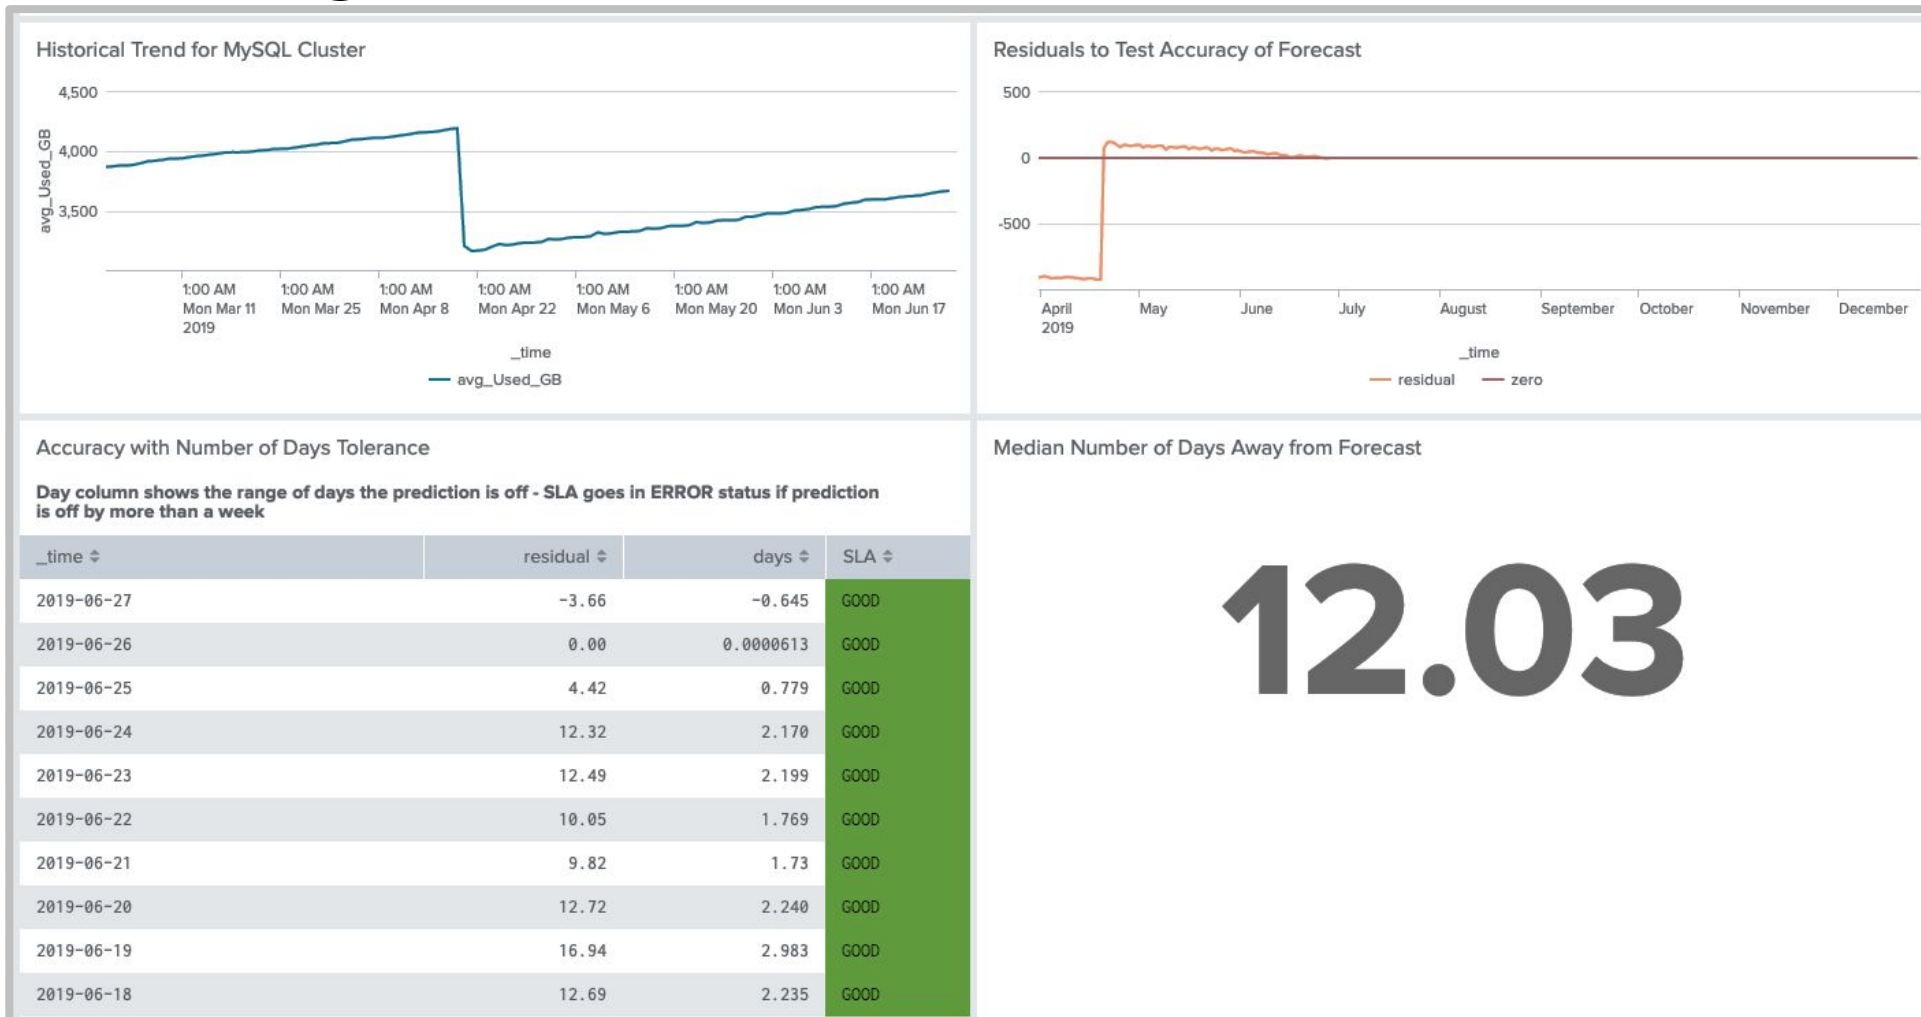 Historical Trend for MySQL Cluster
4,500
4,000
3,500
avg_Used_GB
1:00 AM 1:00 AM 1:00 AM 1:00 AM 1:00 AM 1:00 AM 1:00 AM 1:00 AM
Mon Mar 11 Mon Mar 25 Mon Apr 8 Mon Apr 22 Mon May 6 Mon May 20 Mon Jun 3 Mon Jun 17
2019
_time
avg_Used_GB
Residuals to Test Accuracy of Forecast
500
0
-500
April May June July August September October November December
2019
_time
residual zero
Accuracy with Number of Days Tolerance
Day column shows the range of days the prediction is off - SLA goes in ERROR status if prediction
is off by more than a week
_time residual days SLA
2019-06-27 -3.66 -0.645 GOOD
2019-06-26 0.00 0.0000613 GOOD
2019-06-25 4.42 0.779 GOOD
2019-06-24 12.32 2.170 GOOD
2019-06-23 12.49 2.199 GOOD
2019-06-22 10.05 1.769 GOOD
2019-06-21 9.82 1.73 GOOD
2019-06-20 12.72 2.240 GOOD
2019-06-19 16.94 2.983 GOOD
2019-06-18 12.69 2.235 GOOD
Median Number of Days Away from Forecast
12.03